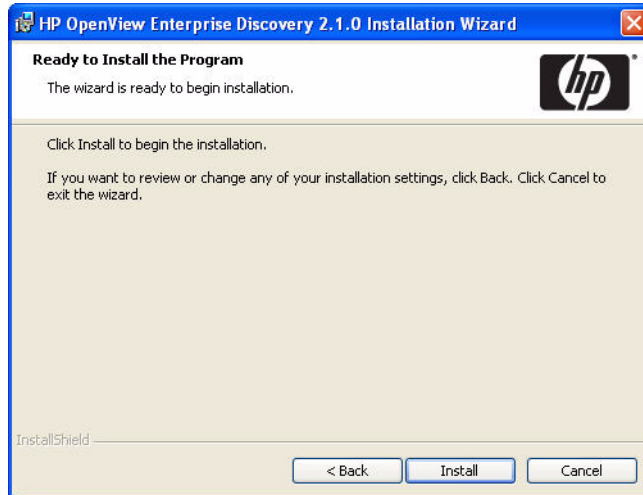 HP OpenView Enterprise Discovery 2.1.0 Installation Wizard
Ready to Install the Program
The wizard is ready to begin installation.
hp
Click Install to begin the installation.
If you want to review or change any of your installation settings, click Back. Click Cancel to
exit the wizard.
InstallShield
< Back
Install
Cancel